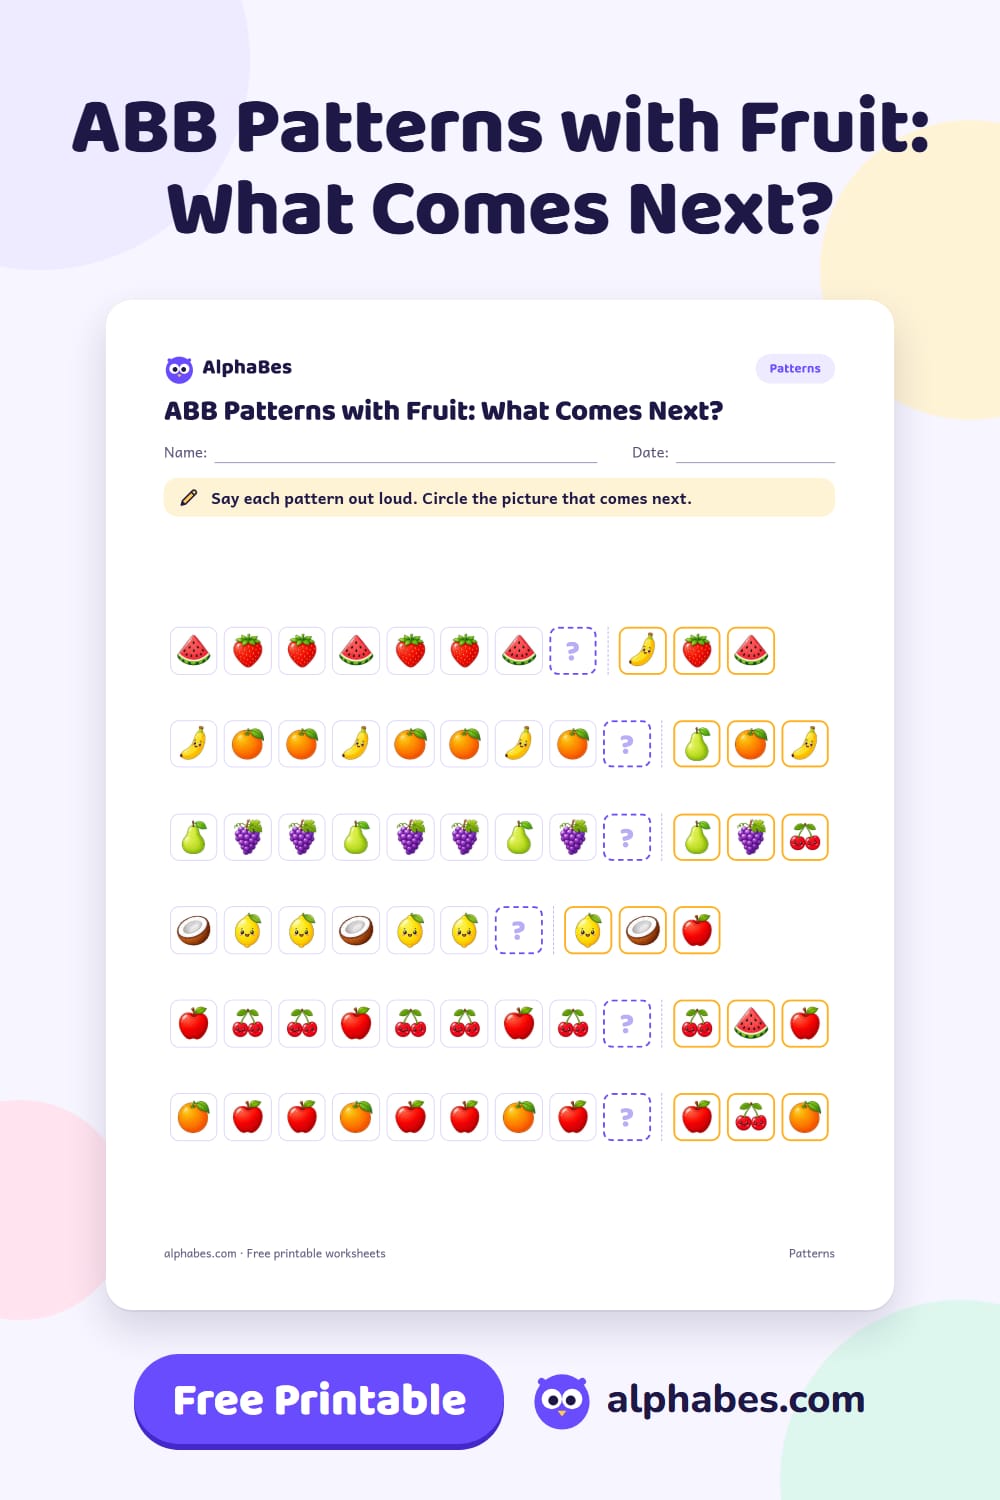 ABB Patterns with Fruit:
What Comes Next?
AlphaBes
Patterns
ABB Patterns with Fruit: What Comes Next?
Name:
Date:
Say each pattern out loud. Circle the picture that comes next.
?
?
?
?
?
?
alphabes.com · Free printable worksheets
Patterns
Free Printable
alphabes.com